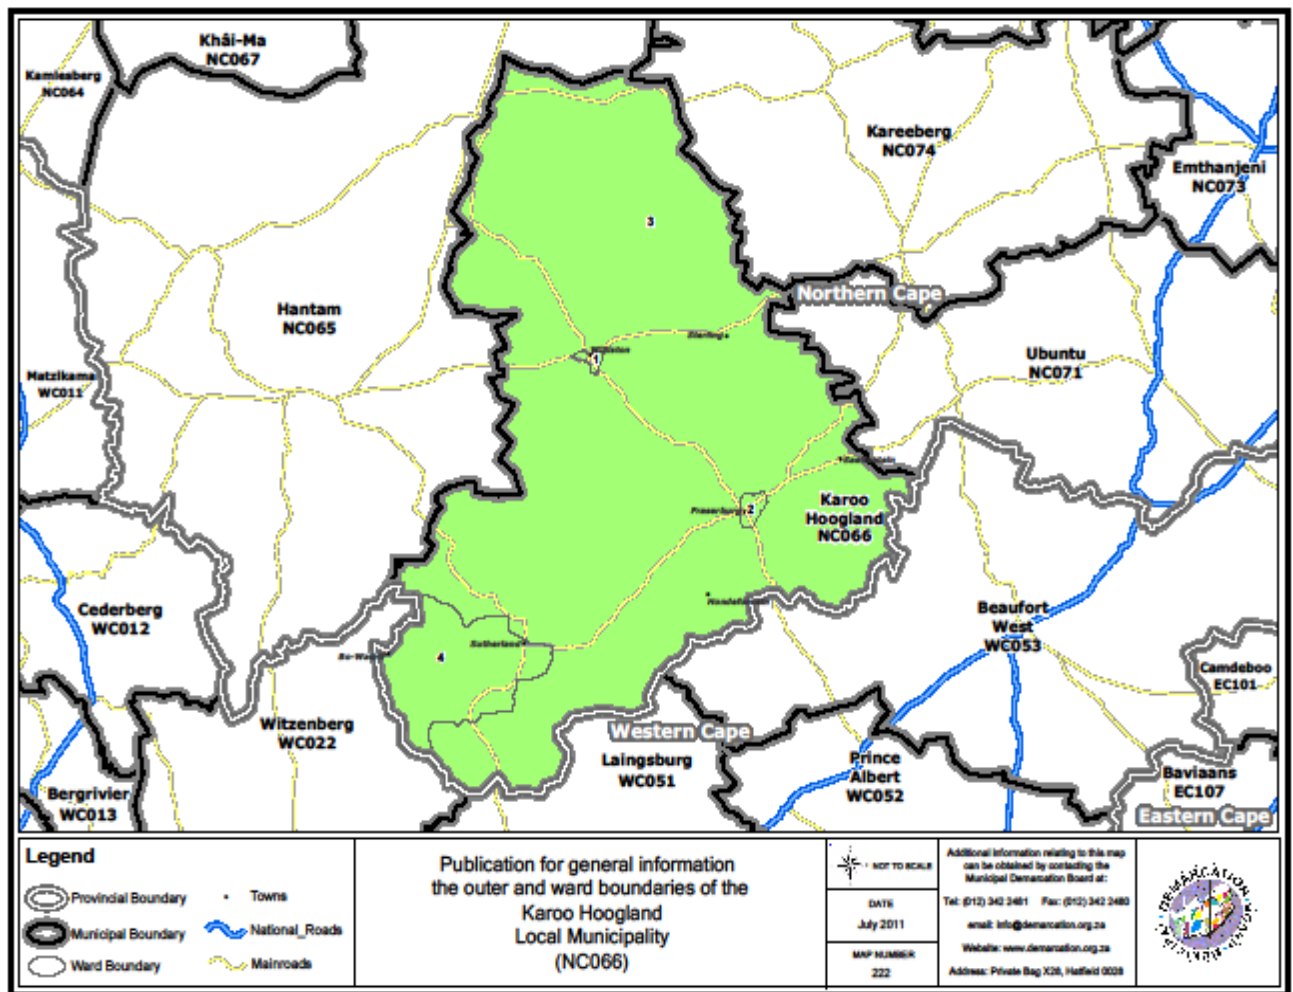 Khâi-Ma
NC067
Kamiesberg
NC064
Kareeberg
NC074
Emthanjeni
NC073
3
Northern Cape
Hantam
NC065
Williston
1
Sterling
Ubuntu
NC071
Matzikama
WC011
Fraserburg
2
Karoo
Hoogland
NC066
Cederberg
WC012
Beaufort
West
WC053
Sutherland
4
Camdeboo
EC101
Witzenberg
WC022
Western Cape
Laingsburg
WC051
Prince
Albert
WC052
Baviaans
EC107
Bergrivier
WC013
Eastern Cape
Legend
Provincial Boundary
Municipal Boundary
Ward Boundary
Towns
National_Roads
Mainroads
Publication for general information
the outer and ward boundaries of the
Karoo Hoogland
Local Municipality
(NC066)
NOT TO SCALE
DATE
July 2011
MAP NUMBER
222
Additional information relating to this map
can be obtained by contacting the
Municipal Demarcation Board at:
Tel: (012) 342 2481 Fax: (012) 342 2480
email: info@demarcation.org.za
Website: www.demarcation.org.za
Address: Private Bag X28, Hatfield 0028